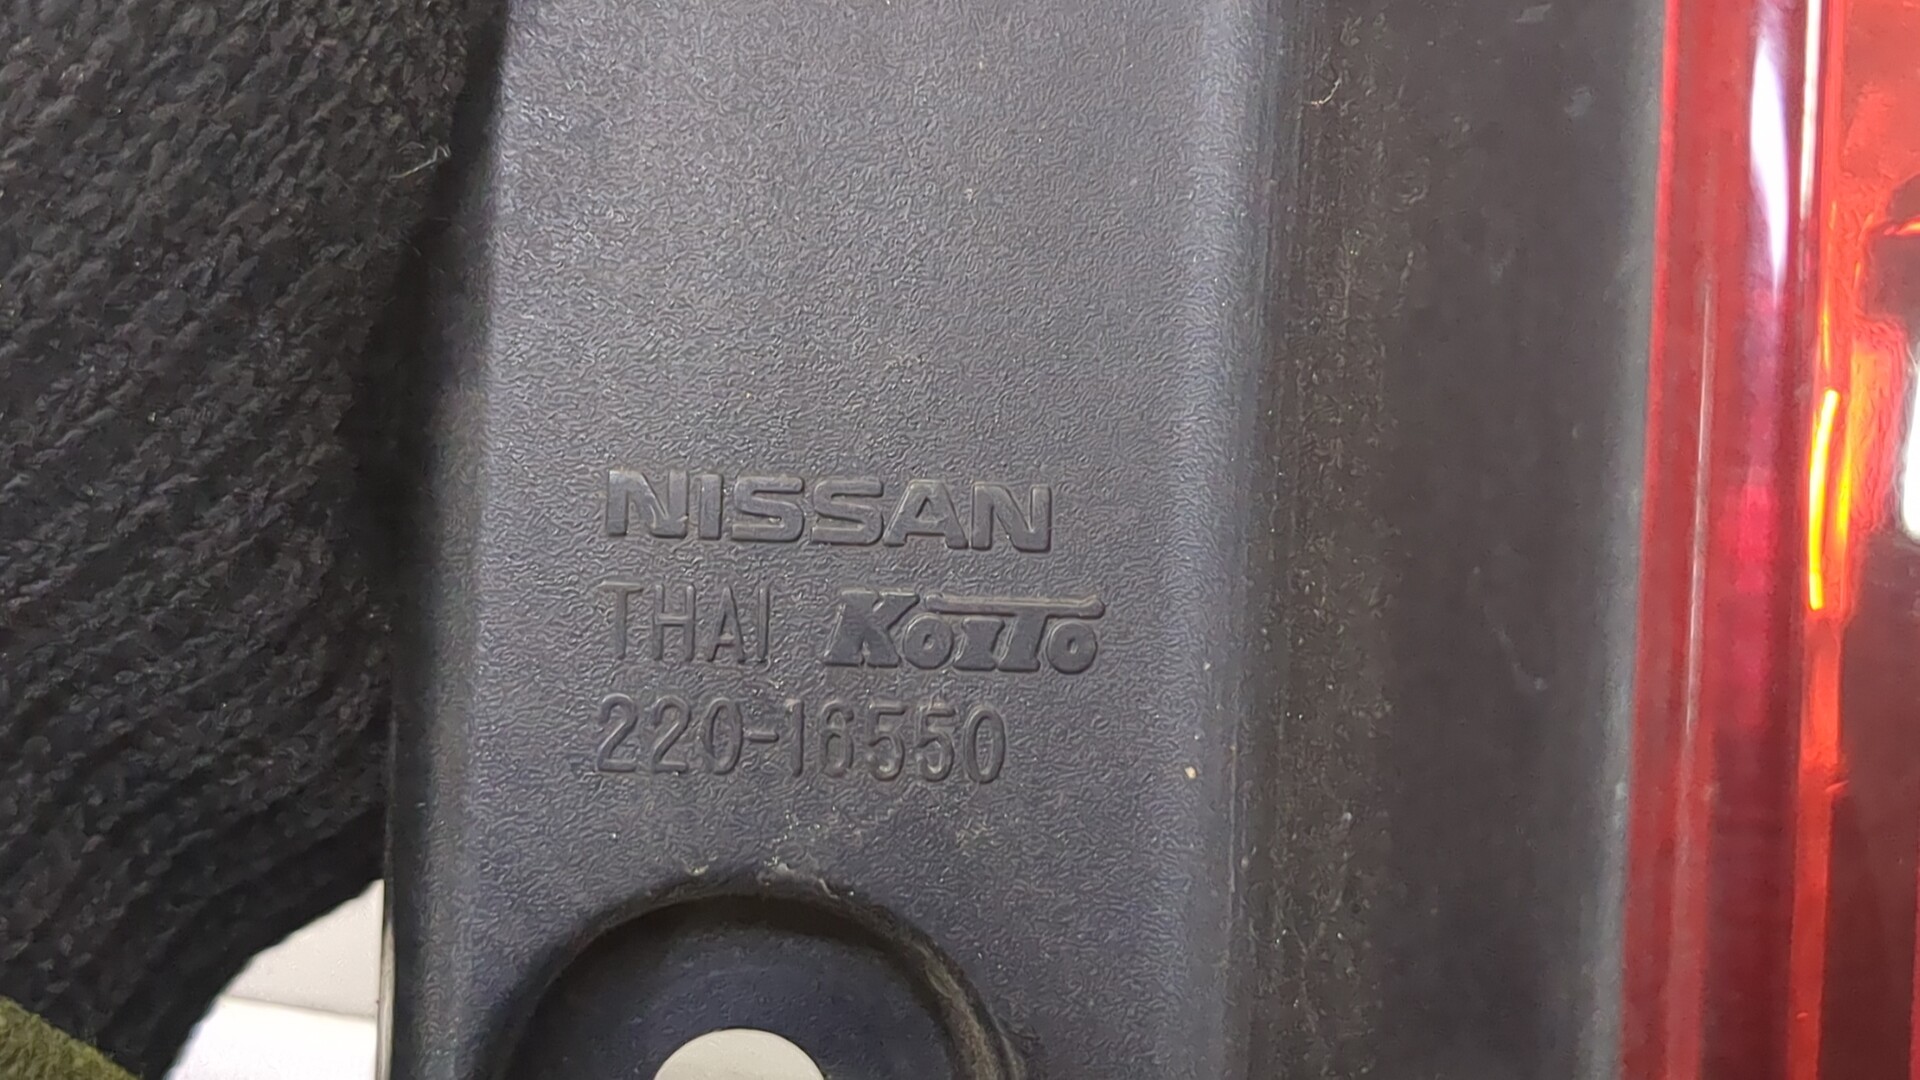 NISSAN
THAI KOITO
220-16550